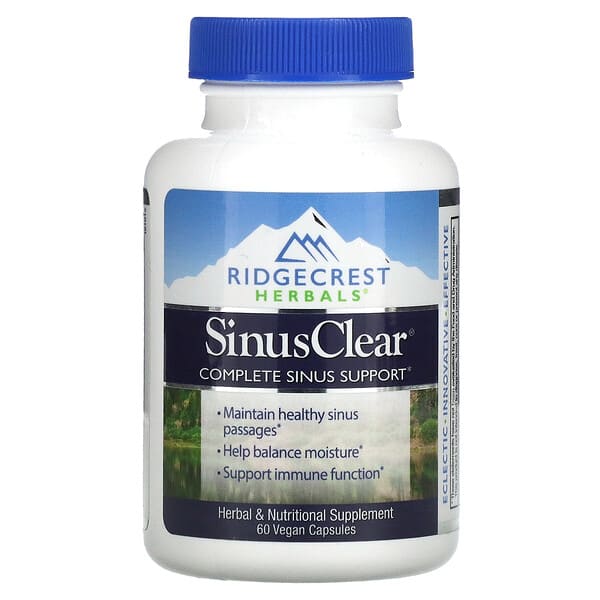 RIDGECREST
HERBALS®
SinusClear®
COMPLETE SINUS SUPPORT*
• Maintain healthy sinus
passages*
• Help balance moisture*
• Support immune function*
Herbal & Nutritional Supplement
60 Vegan Capsules
ECLECTIC • INNOVATIVE • EFFECTIVE